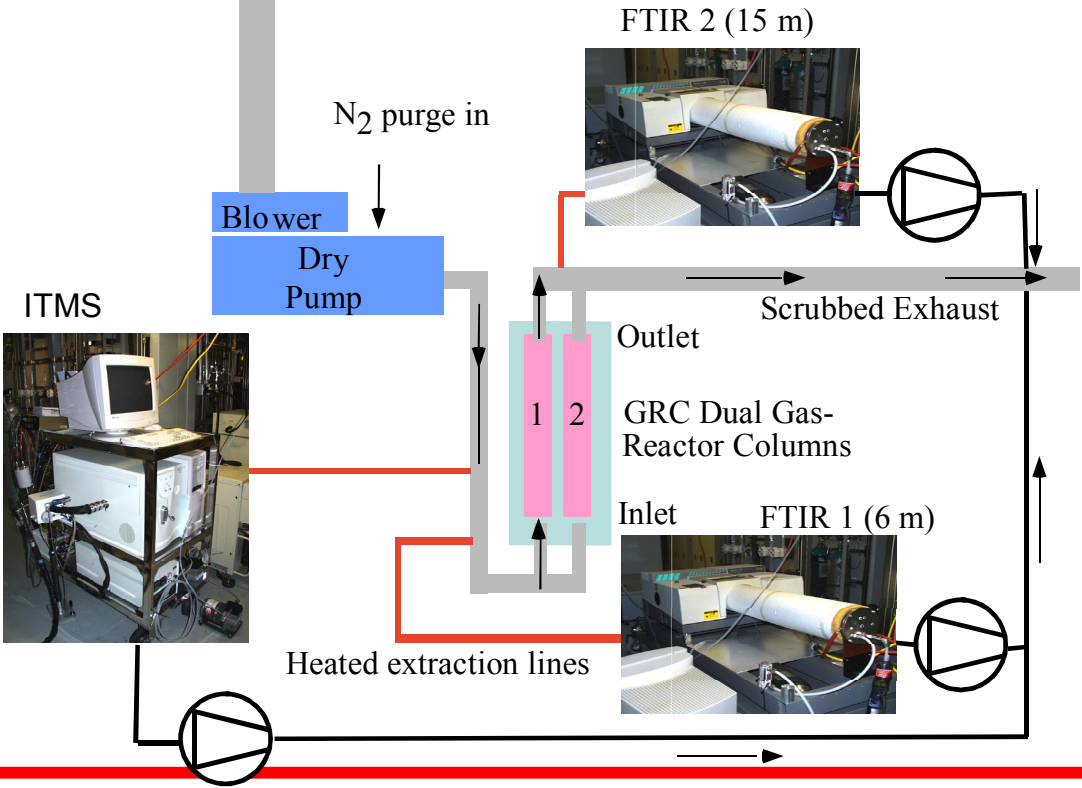 FTIR 2 (15 m)
N2 purge in
Blower
Dry
Pump
ITMS
Scrubbed Exhaust
Outlet
1 2
GRC Dual Gas-
Reactor Columns
Inlet
FTIR 1 (6 m)
Heated extraction lines